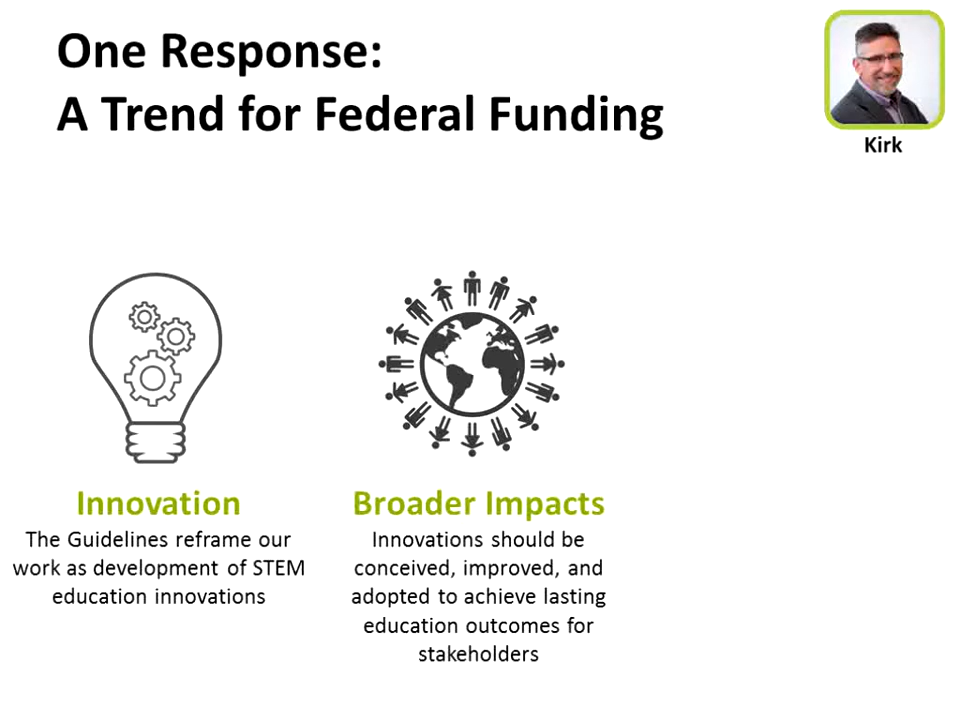 One Response:
A Trend for Federal Funding
Kirk
Innovation
The Guidelines reframe our
work as development of STEM
education innovations
Broader Impacts
Innovations should be
conceived, improved, and
adopted to achieve lasting
education outcomes for
stakeholders